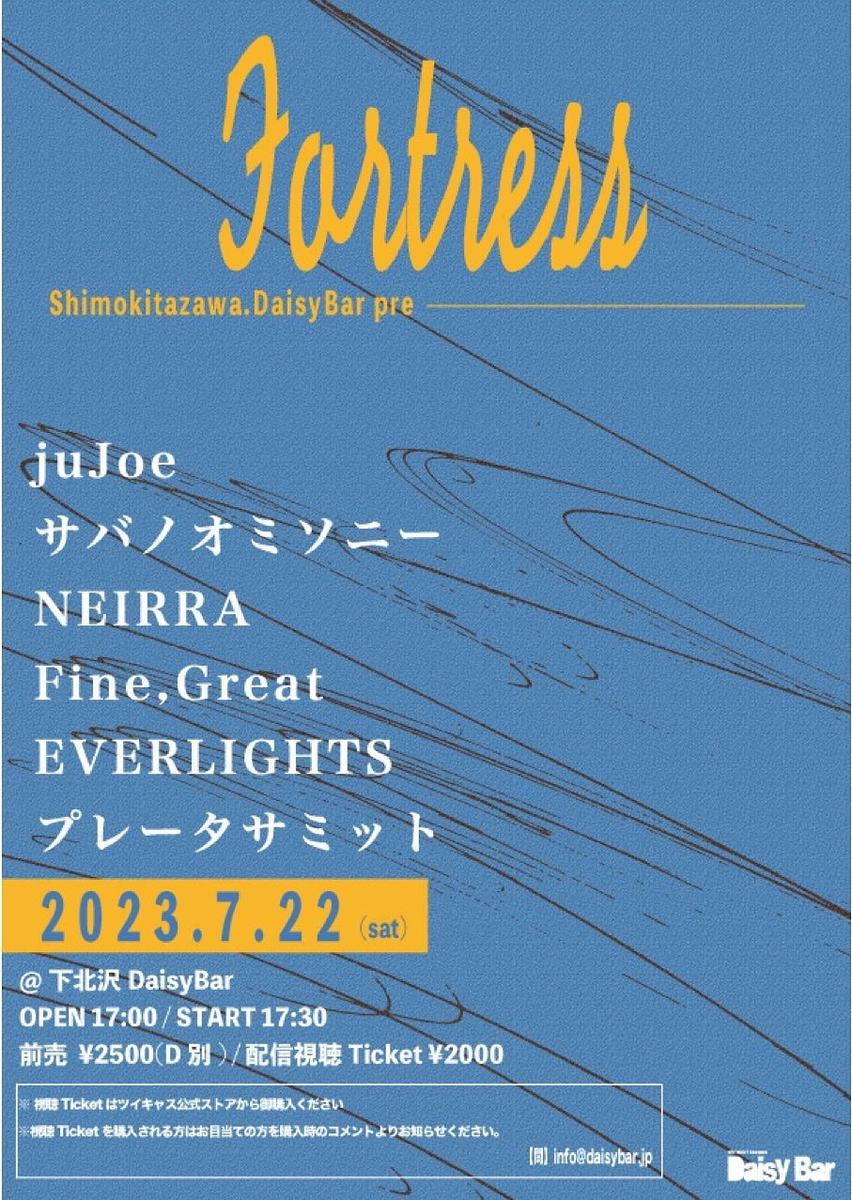 Fortress
Shimokitazawa.DaisyBar pre
juJoe
サバノオミソニー
NEIRRA
Fine,Great
EVERLIGHTS
プレータサミット
2023.7.22 (sat)
@ 下北沢 DaisyBar
OPEN 17:00 / START 17:30
前売 ¥2500(D 別 ) / 配信視聴 Ticket ¥2000
※ 視聴 Ticket はツイキャス公式ストアから御購入ください
※視聴 Ticket を購入される方はお目当ての方を購入時のコメントよりお知らせください。
【問】 info@daisybar.jp
Daisy Bar